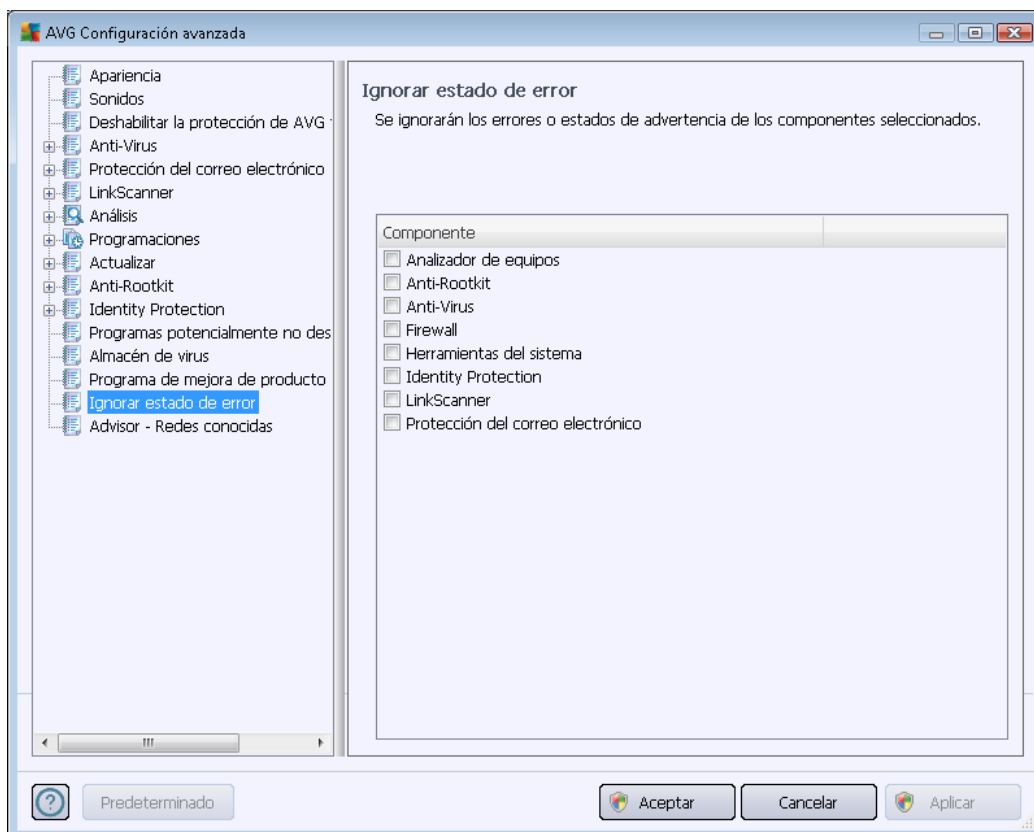 AVG Configuración avanzada
Apariencia
Sonidos
Deshabilitar la protección de AVG
Anti-Virus
Protección del correo electrónico
LinkScanner
Análisis
Programaciones
Actualizar
Anti-Rootkit
Identity Protection
Programas potencialmente no des
Almacén de virus
Programa de mejora de producto
Ignorar estado de error
Advisor - Redes conocidas
Ignorar estado de error
Se ignorarán los errores o estados de advertencia de los componentes seleccionados.
Componente
Analizador de equipos
Anti-Rootkit
Anti-Virus
Firewall
Herramientas del sistema
Identity Protection
LinkScanner
Protección del correo electrónico
Predeterminado
Aceptar
Cancelar
Aplicar